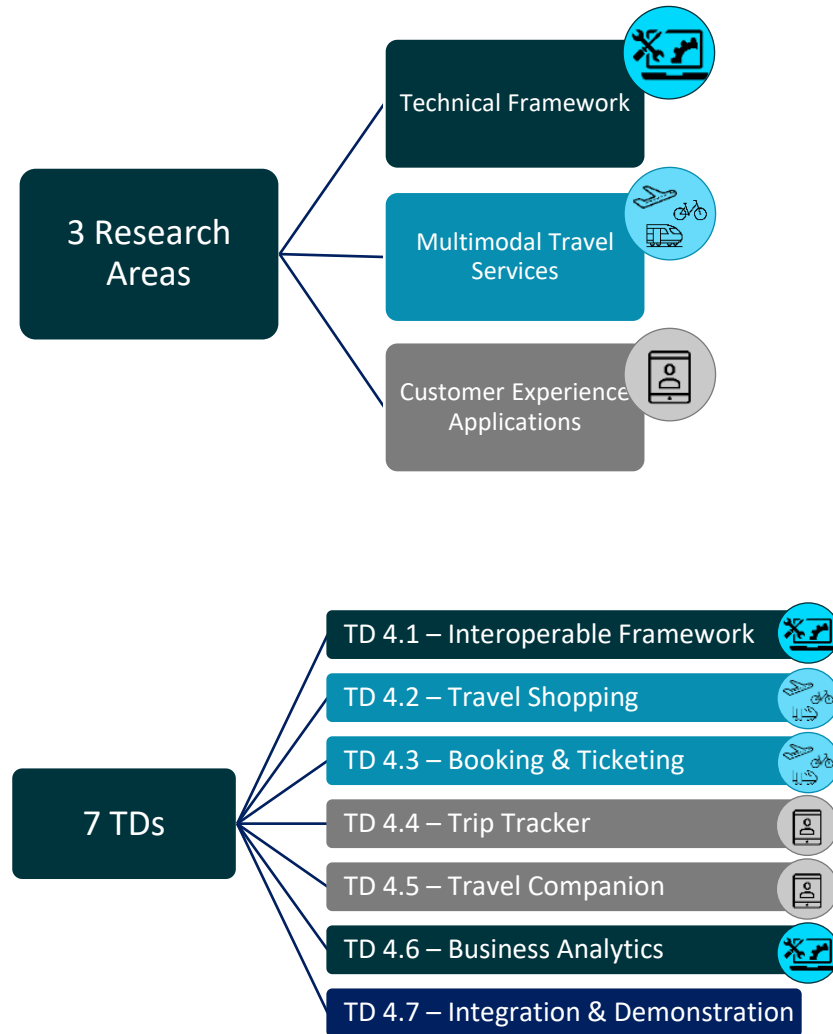 Technical Framework
3 Research
Areas
Multimodal Travel
Services
Customer Experience
Applications
TD 4.1 – Interoperable Framework
TD 4.2 – Travel Shopping
TD 4.3 – Booking & Ticketing
7 TDs
TD 4.4 – Trip Tracker
TD 4.5 – Travel Companion
TD 4.6 – Business Analytics
TD 4.7 – Integration & Demonstration